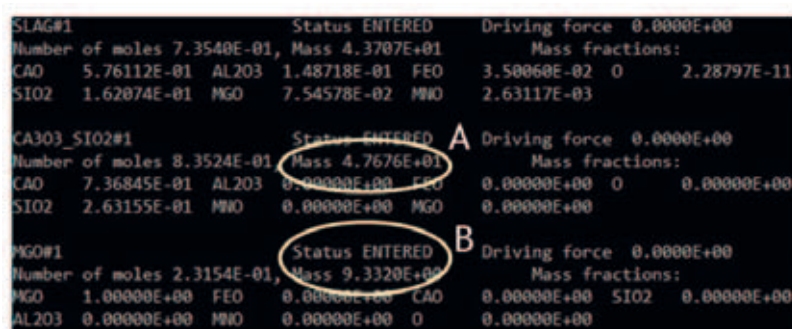 SLAG#1 Status ENTERED Driving force 0.0000E+00
Number of moles 7.3540E-01, Mass 4.3707E+01 Mass fractions:
CAO 5.76112E-01 AL2O3 1.48718E-01 FEO 3.50060E-02 O 2.28797E-11
SIO2 1.62074E-01 MGO 7.54578E-02 MNO 2.63117E-03
CA3O3_SIO2#1 Status ENTERED A Driving force 0.0000E+00
Number of moles 8.3524E-01, Mass 4.7676E+01 Mass fractions:
CAO 7.36845E-01 AL2O3 0.00000E+00 FEO 0.00000E+00 O 0.00000E+00
SIO2 2.63155E-01 MNO 0.00000E+00 MGO 0.00000E+00
MGO#1 Status ENTERED B Driving force 0.0000E+00
Number of moles 2.3154E-01, Mass 9.3320E+00 Mass fractions:
MGO 1.00000E+00 FEO 0.00000E+00 CAO 0.00000E+00 SIO2 0.00000E+00
AL2O3 0.00000E+00 MNO 0.00000E+00 O 0.00000E+00